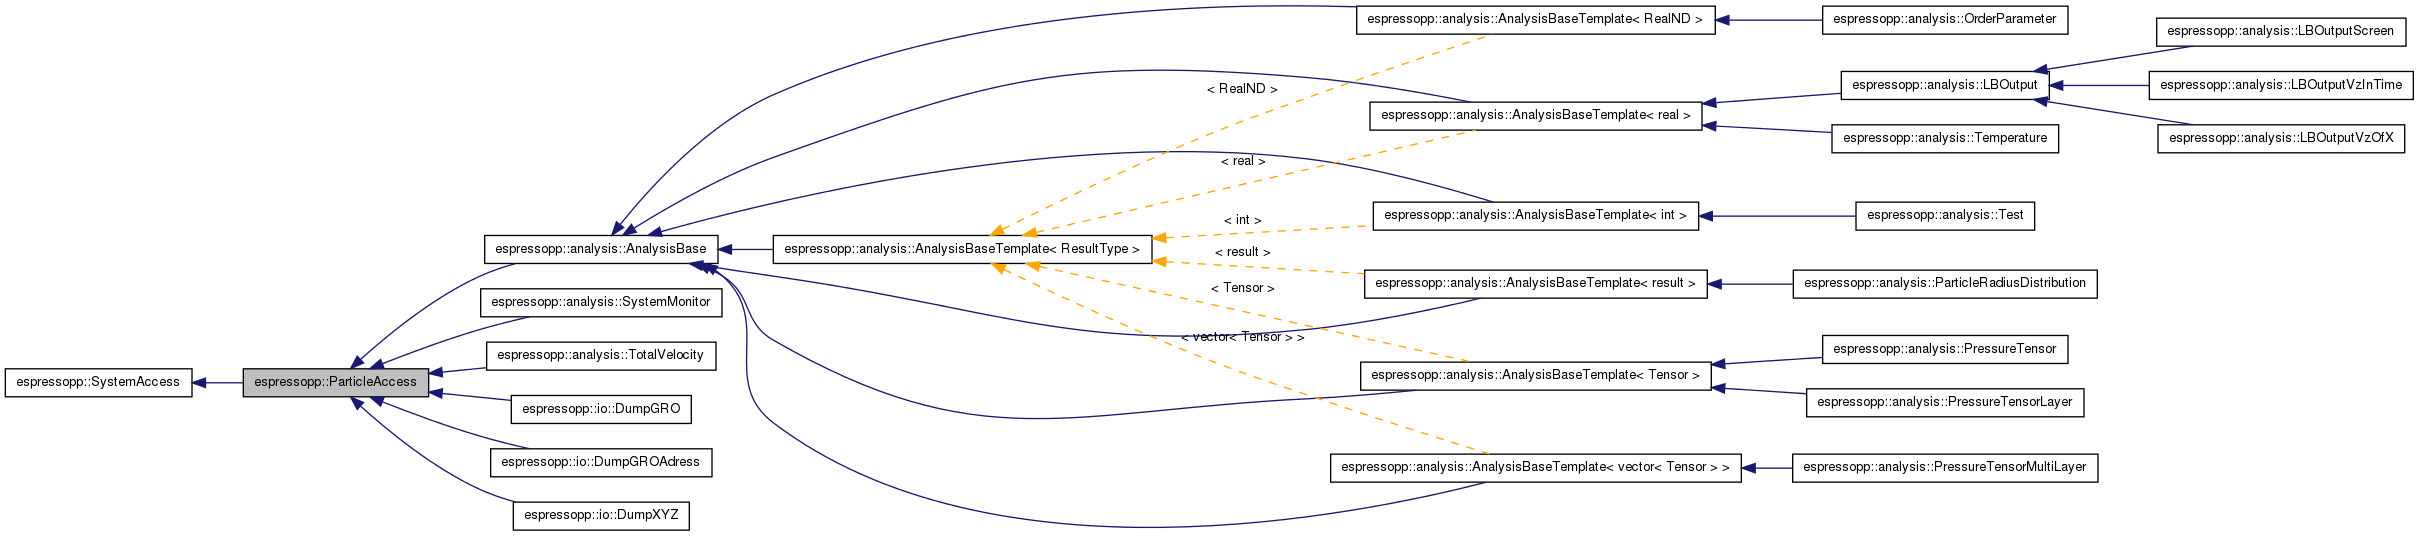 espressopp::SystemAccess
espressopp::ParticleAccess
espressopp::analysis::AnalysisBase
espressopp::analysis::SystemMonitor
espressopp::analysis::TotalVelocity
espressopp::io::DumpGRO
espressopp::io::DumpGROAdress
espressopp::io::DumpXYZ
espressopp::analysis::AnalysisBaseTemplate< ResultType >
< RealND >
< real >
< int >
< result >
< Tensor >
< vector< Tensor > >
espressopp::analysis::AnalysisBaseTemplate< RealND >
espressopp::analysis::AnalysisBaseTemplate< real >
espressopp::analysis::AnalysisBaseTemplate< int >
espressopp::analysis::AnalysisBaseTemplate< result >
espressopp::analysis::AnalysisBaseTemplate< Tensor >
espressopp::analysis::AnalysisBaseTemplate< vector< Tensor > >
espressopp::analysis::OrderParameter
espressopp::analysis::LBOutput
espressopp::analysis::Temperature
espressopp::analysis::Test
espressopp::analysis::ParticleRadiusDistribution
espressopp::analysis::PressureTensor
espressopp::analysis::PressureTensorLayer
espressopp::analysis::PressureTensorMultiLayer
espressopp::analysis::LBOutputScreen
espressopp::analysis::LBOutputVzInTime
espressopp::analysis::LBOutputVzOfX